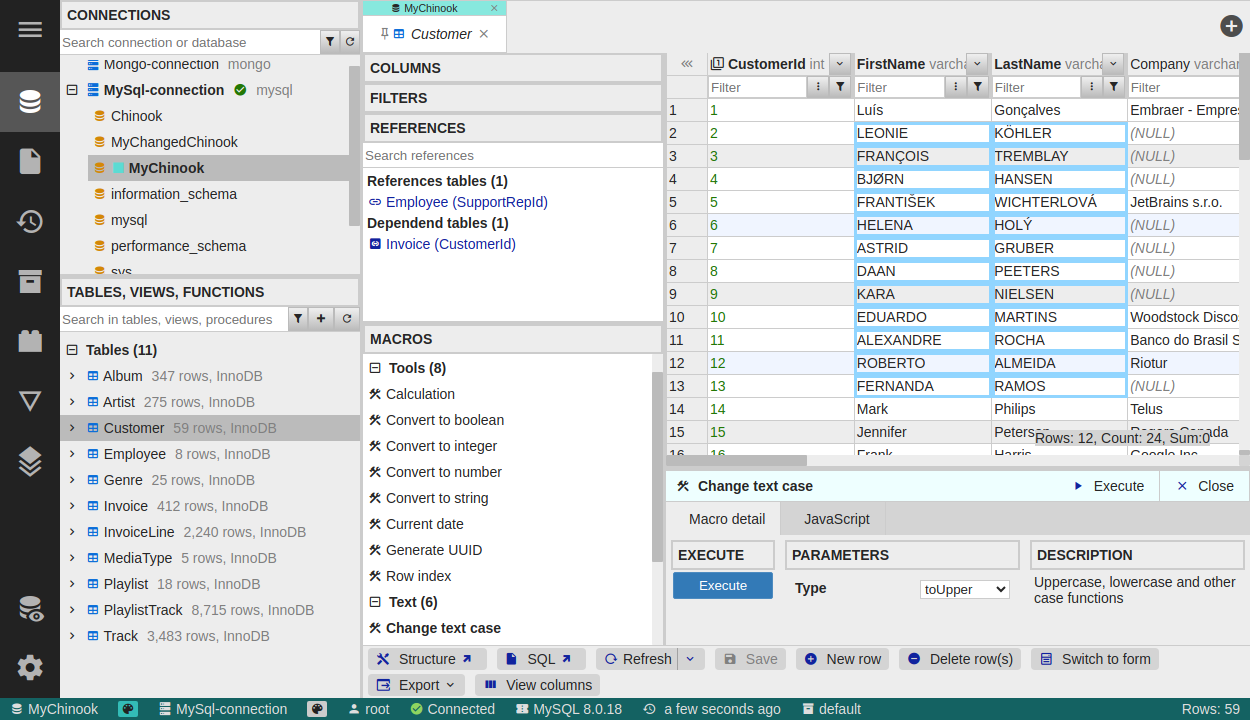 CONNECTIONS
Search connection or database
Mongo-connection mongo
MySql-connection mysql
Chinook
MyChangedChinook
MyChinook
information_schema
mysql
performance_schema
sys
TABLES, VIEWS, FUNCTIONS
Search in tables, views, procedures
Tables (11)
Album 347 rows, InnoDB
Artist 275 rows, InnoDB
Customer 59 rows, InnoDB
Employee 8 rows, InnoDB
Genre 25 rows, InnoDB
Invoice 412 rows, InnoDB
InvoiceLine 2,240 rows, InnoDB
MediaType 5 rows, InnoDB
Playlist 18 rows, InnoDB
PlaylistTrack 8,715 rows, InnoDB
Track 3,483 rows, InnoDB
MyChinook
Customer
COLUMNS
FILTERS
REFERENCES
Search references
References tables (1)
Employee (SupportRepId)
Dependend tables (1)
Invoice (CustomerId)
MACROS
Tools (8)
Calculation
Convert to boolean
Convert to integer
Convert to number
Convert to string
Current date
Generate UUID
Row index
Text (6)
Change text case
CustomerId int FirstName varcha LastName varcha Company varchar
Filter Filter Filter Filter
1 1 Luís Gonçalves Embraer - Empres
2 2 LEONIE KÖHLER (NULL)
3 3 FRANÇOIS TREMBLAY (NULL)
4 4 BJØRN HANSEN (NULL)
5 5 FRANTIŠEK WICHTERLOVÁ JetBrains s.r.o.
6 6 HELENA HOLÝ (NULL)
7 7 ASTRID GRUBER (NULL)
8 8 DAAN PEETERS (NULL)
9 9 KARA NIELSEN (NULL)
10 10 EDUARDO MARTINS Woodstock Disco
11 11 ALEXANDRE ROCHA Banco do Brasil S
12 12 ROBERTO ALMEIDA Riotur
13 13 FERNANDA RAMOS (NULL)
14 14 Mark Philips Telus
15 15 Jennifer Peterson Rogers Canada
Rows: 12, Count: 24, Sum:0
16 16 Frank Harris Google Inc.
Change text case Execute Close
Macro detail JavaScript
EXECUTE PARAMETERS DESCRIPTION
Execute Type toUpper
Uppercase, lowercase and other
case functions
Structure SQL Refresh Save New row Delete row(s) Switch to form
Export View columns
MyChinook MySql-connection root Connected MySQL 8.0.18 a few seconds ago default Rows: 59